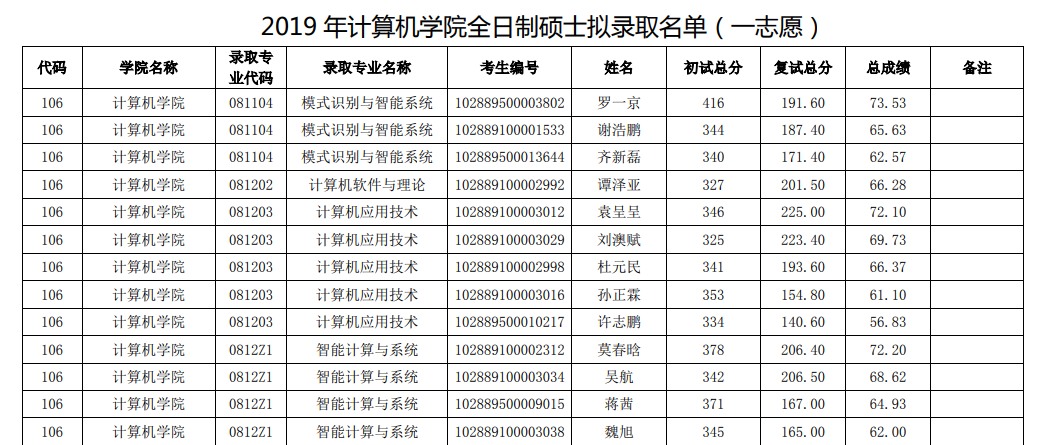 2019 年计算机学院全日制硕士拟录取名单（一志愿）
代码 学院名称 录取专业代码 录取专业名称 考生编号 姓名 初试总分 复试总分 总成绩 备注
106 计算机学院 081104 模式识别与智能系统 102889500003802 罗一京 416 191.60 73.53
106 计算机学院 081104 模式识别与智能系统 102889100001533 谢浩鹏 344 187.40 65.63
106 计算机学院 081104 模式识别与智能系统 102889500013644 齐新磊 340 171.40 62.57
106 计算机学院 081202 计算机软件与理论 102889100002992 谭泽亚 327 201.50 66.28
106 计算机学院 081203 计算机应用技术 102889100003012 袁呈呈 346 225.00 72.10
106 计算机学院 081203 计算机应用技术 102889100003029 刘澳赋 325 223.40 69.73
106 计算机学院 081203 计算机应用技术 102889100002998 杜元民 341 193.60 66.37
106 计算机学院 081203 计算机应用技术 102889100003016 孙正霖 353 154.80 61.10
106 计算机学院 081203 计算机应用技术 102889500010217 许志鹏 334 140.60 56.83
106 计算机学院 0812Z1 智能计算与系统 102889100002312 莫春晗 378 206.40 72.20
106 计算机学院 0812Z1 智能计算与系统 102889100003034 吴航 342 206.50 68.62
106 计算机学院 0812Z1 智能计算与系统 102889500009015 蒋茜 371 167.00 64.93
106 计算机学院 0812Z1 智能计算与系统 102889100003038 魏旭 345 165.00 62.00